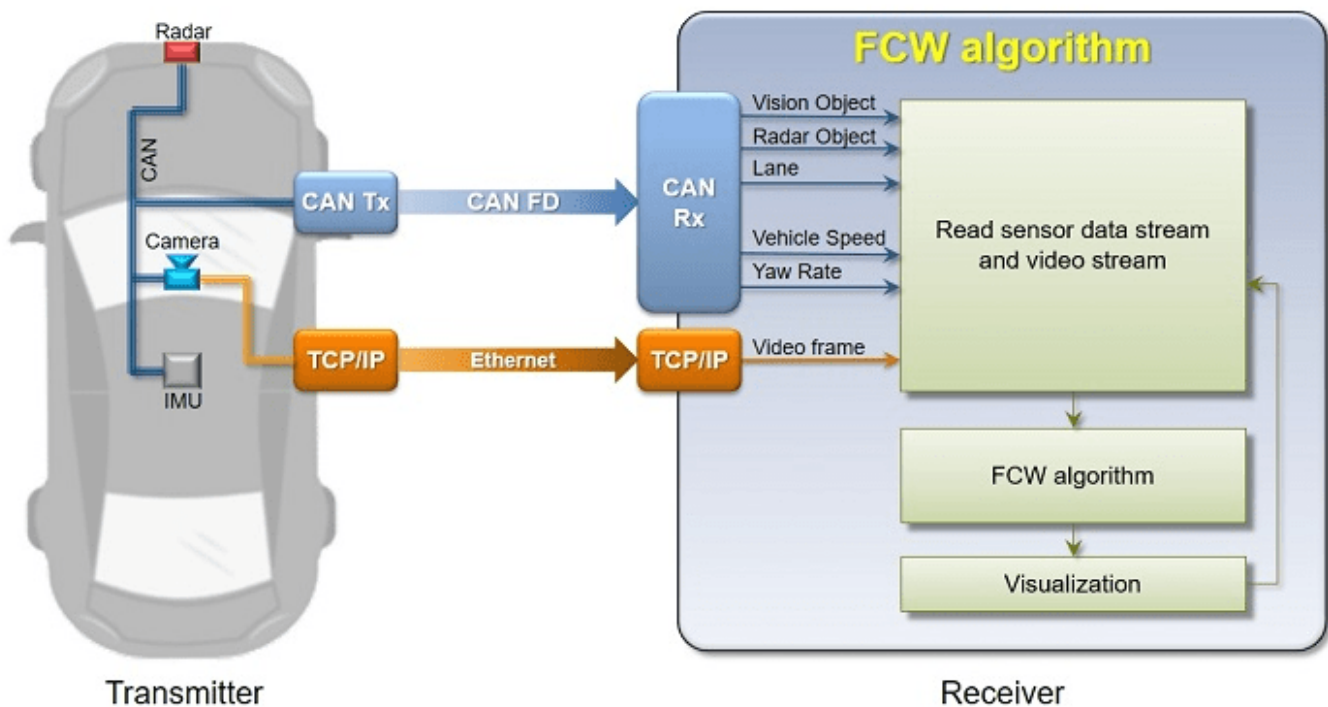 Radar
CAN
Camera
IMU
CAN Tx
CAN FD
CAN
Rx
TCP/IP
Ethernet
TCP/IP
Transmitter
FCW algorithm
Vision Object
Radar Object
Lane
Vehicle Speed
Yaw Rate
Video frame
Read sensor data stream
and video stream
FCW algorithm
Visualization
Receiver